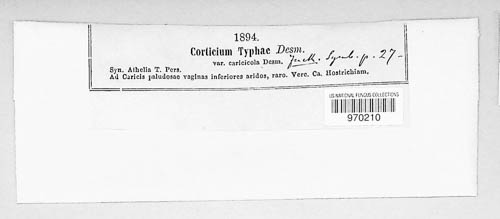 1894.
Corticium Typhae Desm.
var. caricicola Desm. Fuck. Symb. p. 27-
Syn. Athelia T. Pers.
Ad Caricis paludosae vaginas inferiores aridos, raro. Vere. Ca. Hostrichiam.
US NATIONAL FUNGUS COLLECTIONS
970210